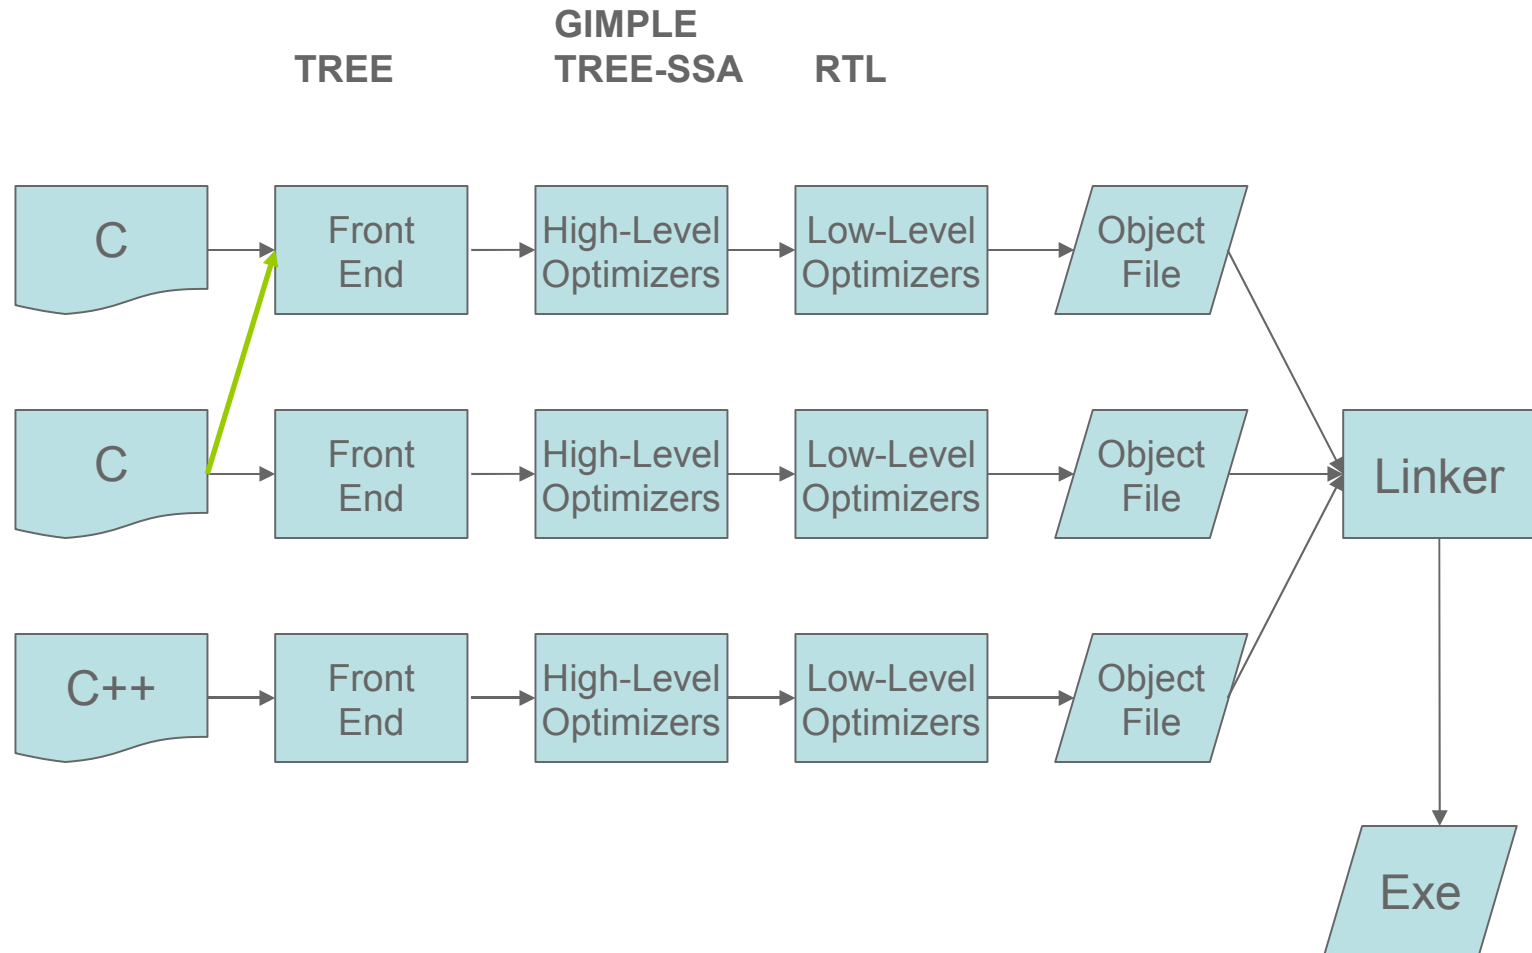 GIMPLE
TREE
TREE-SSA
RTL
C
Front
End
High-Level
Optimizers
Low-Level
Optimizers
Object
File
C
Front
End
High-Level
Optimizers
Low-Level
Optimizers
Object
File
Linker
C++
Front
End
High-Level
Optimizers
Low-Level
Optimizers
Object
File
Exe